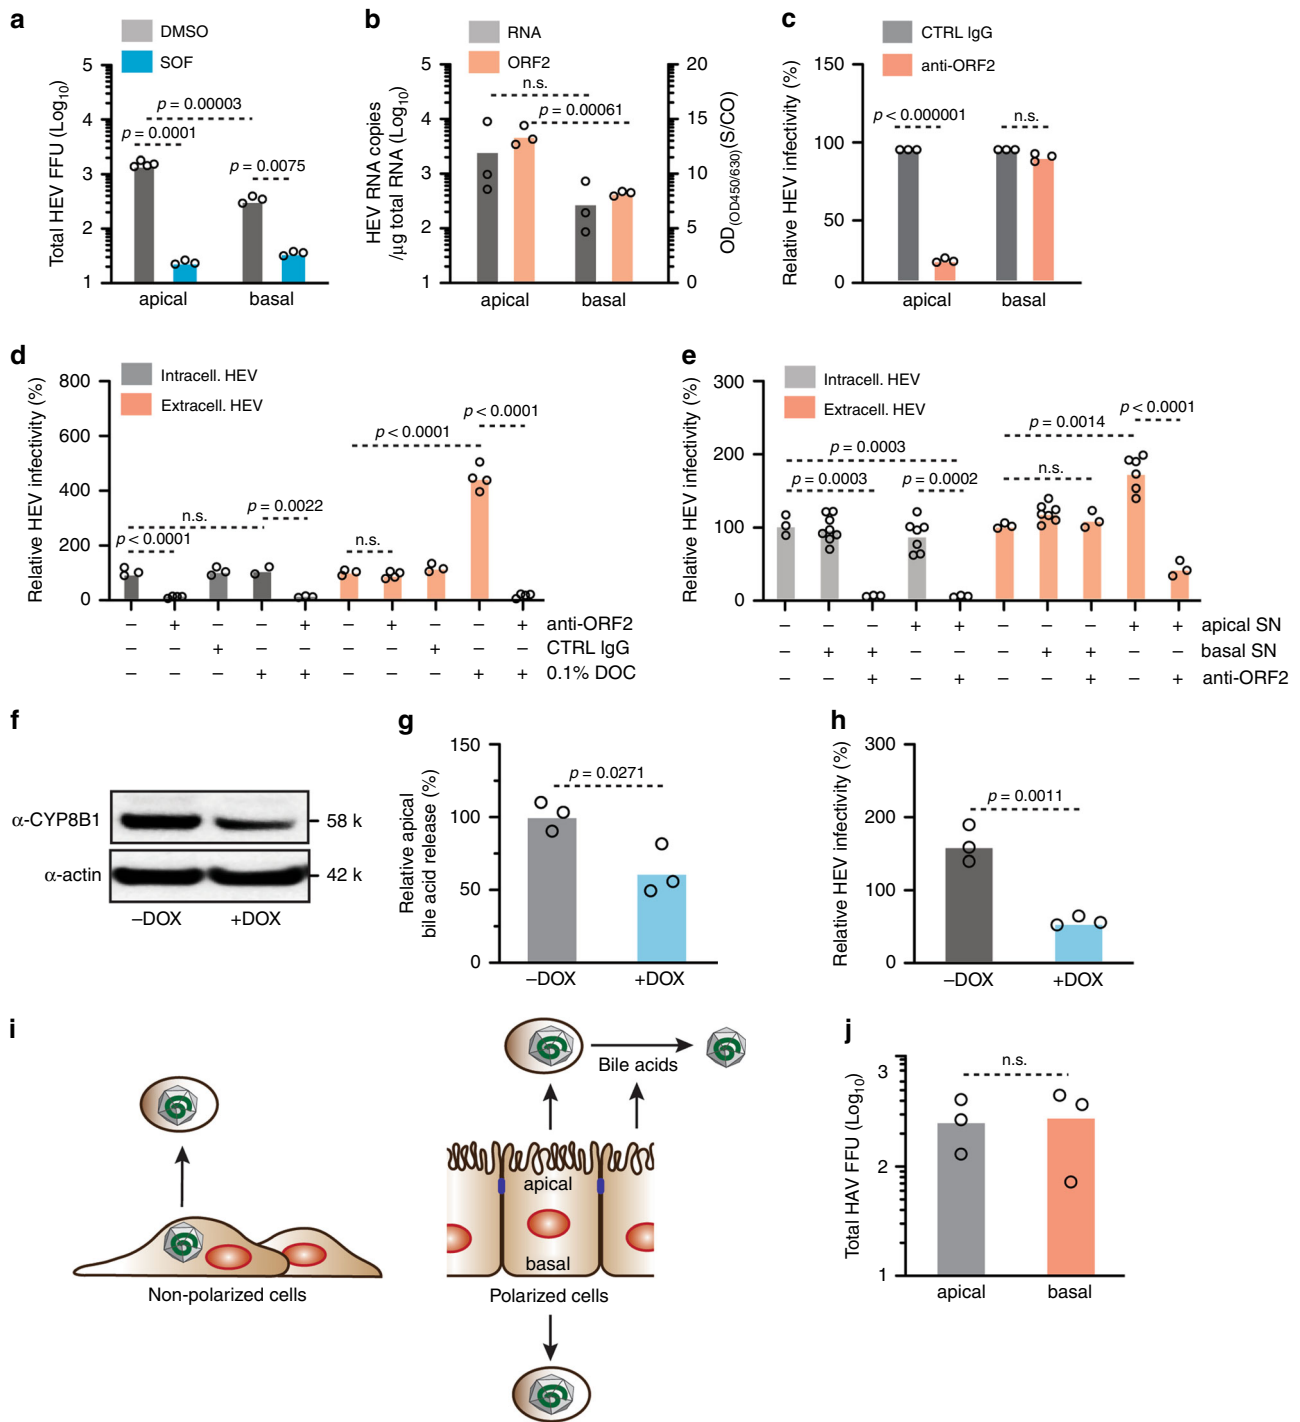 a
DMSO
SOF
Total HEV FFU (Log10)
5
4
3
2
1
p = 0.00003
p = 0.0001
p = 0.0075
apical
basal
b
RNA
ORF2
HEV RNA copies
/μg total RNA (Log10)
5
4
3
2
1
n.s.
p = 0.00061
20
15
10
5
0
OD(OD450/630)(S/CO)
apical
basal
c
CTRL IgG
anti-ORF2
Relative HEV infectivity (%)
150
100
50
0
p < 0.000001
n.s.
apical
basal
d
Intracell. HEV
Extracell. HEV
Relative HEV infectivity (%)
800
600
400
200
0
p < 0.0001
n.s.
p = 0.0022
p < 0.0001
n.s.
p < 0.0001
– + – – + – + – – + anti-ORF2
– – + – – – – + – – CTRL IgG
– – – + + – – – + + 0.1% DOC
e
Intracell. HEV
Extracell. HEV
Relative HEV infectivity (%)
300
200
100
0
p = 0.0003
p = 0.0003
p = 0.0002
p = 0.0014
n.s.
p < 0.0001
– – – + + – – – + + apical SN
– + + – – – + + – – basal SN
– – + – + – – + – + anti-ORF2
f
α-CYP8B1
58 k
α-actin
42 k
–DOX
+DOX
g
Relative apical
bile acid release (%)
150
100
50
0
p = 0.0271
–DOX
+DOX
h
Relative HEV infectivity (%)
300
200
100
0
p = 0.0011
–DOX
+DOX
i
Non-polarized cells
Bile acids
apical
basal
Polarized cells
j
Total HAV FFU (Log10)
3
2
1
n.s.
apical
basal